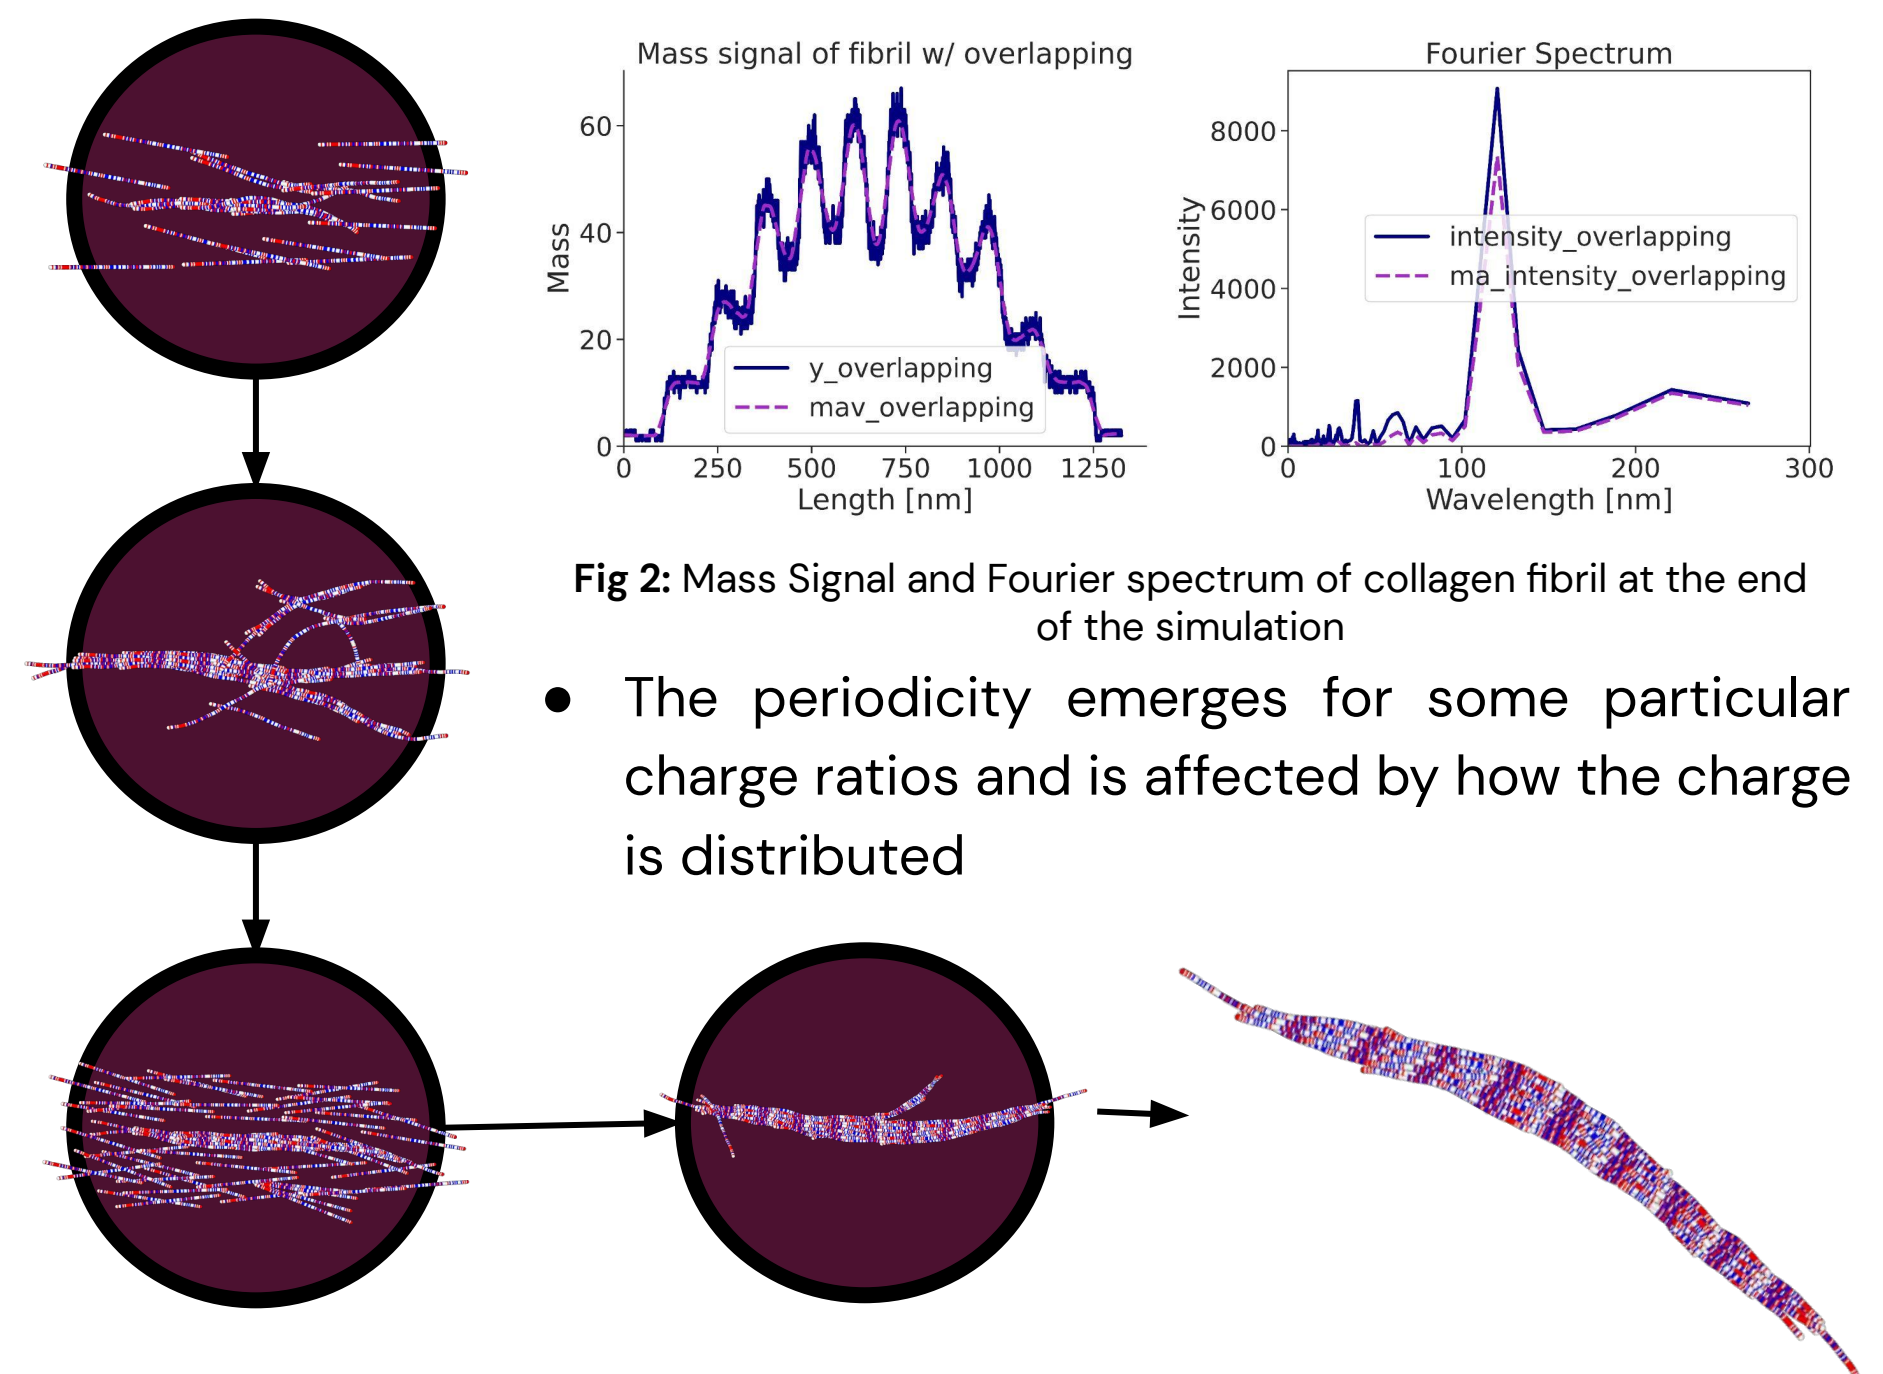 Mass signal of fibril w/ overlapping
Mass
60
40
20
0
y_overlapping
mav_overlapping
0 250 500 750 1000 1250
Length [nm]
Fourier Spectrum
Intensity
8000
6000
4000
2000
0
intensity_overlapping
ma_intensity_overlapping
0 100 200 300
Wavelength [nm]
Fig 2: Mass Signal and Fourier spectrum of collagen fibril at the end
of the simulation
● The periodicity emerges for some particular
charge ratios and is affected by how the charge
is distributed